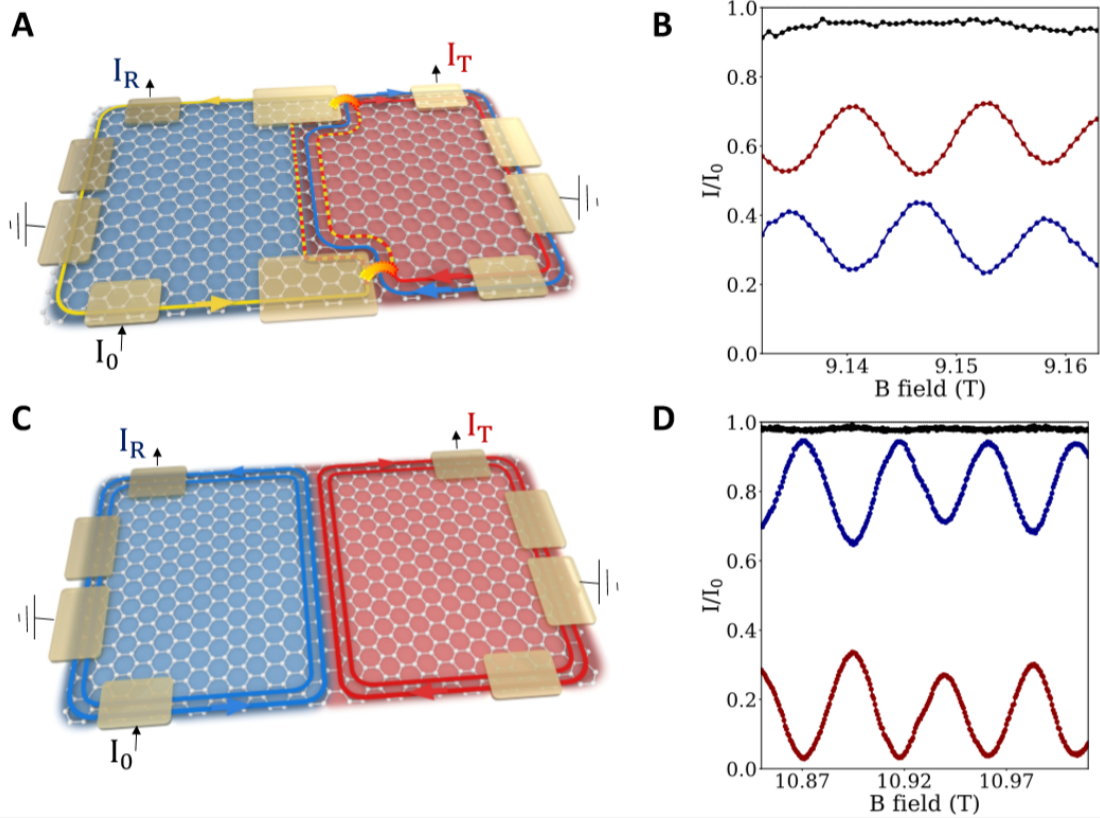 A
I_R
I_T
I_0
B
1.0
0.8
0.6
0.4
0.2
0.0
I/I_0
9.14 9.15 9.16
B field (T)
C
I_R
I_T
I_0
D
1.0
0.8
0.6
0.4
0.2
0.0
I/I_0
10.87 10.92 10.97
B field (T)